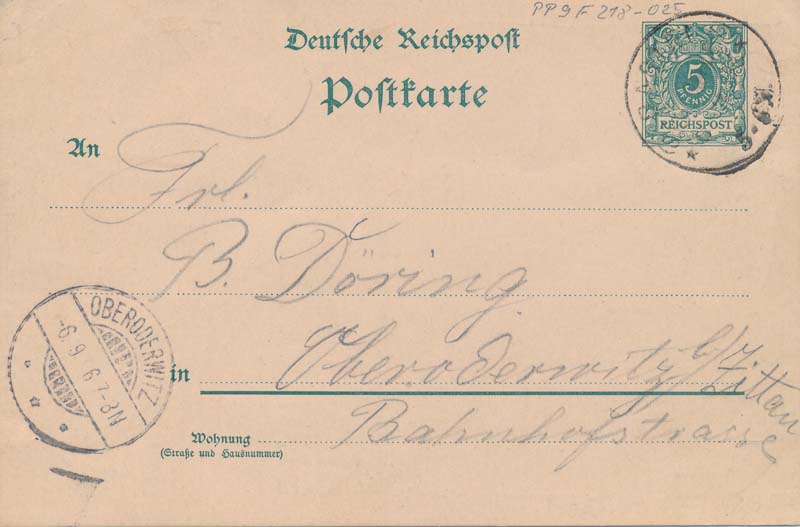 PP9F 218-025
Deutsche Reichspost
Postkarte
5
PFENNIG
REICHSPOST
An
Frl.
B. Döring
in Oberoderwitz b/Z.
Zittau
Bahnhofstrasse
Wohnung
(Straße und Hausnummer)
OBERODERWITZ
-6.9
6 7-8N